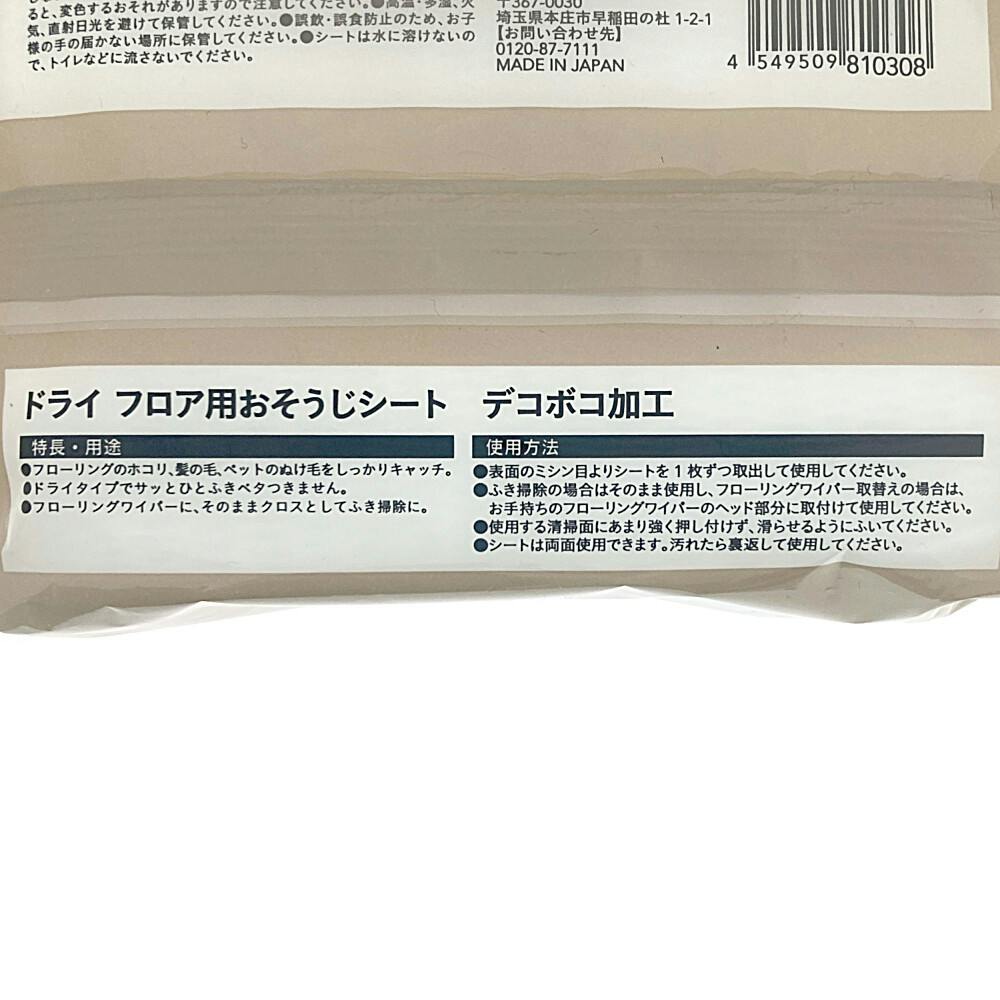 ると、変色するおそれがありますので注意してください。●高温・多湿、火
気、直射日光を避けて保管してください。●誤飲・誤食防止のため、お子
様の手の届かない場所に保管してください。●シートは水に溶けないの
で、トイレなどに流さないでください。
〒367-0030
埼玉県本庄市早稲田の杜 1-2-1
【お問い合わせ先】
0120-87-7111
MADE IN JAPAN
4 549509 810308
ドライ フロア用おそうじシート デコボコ加工
特長・用途
●フローリングのホコリ、髪の毛、ペットのぬけ毛をしっかりキャッチ。
●ドライタイプでサッとひとふきベタつきません。
●フローリングワイパーに、そのままクロスとしてふき掃除に。
使用方法
●表面のミシン目よりシートを1枚ずつ取出して使用してください。
●ふき掃除の場合はそのまま使用し、フローリングワイパー取替えの場合は、
お手持ちのフローリングワイパーのヘッド部分に取付けて使用してください。
●使用する清掃面にあまり強く押し付けず、滑らせるようにふいてください。
●シートは両面使用できます。汚れたら裏返して使用してください。